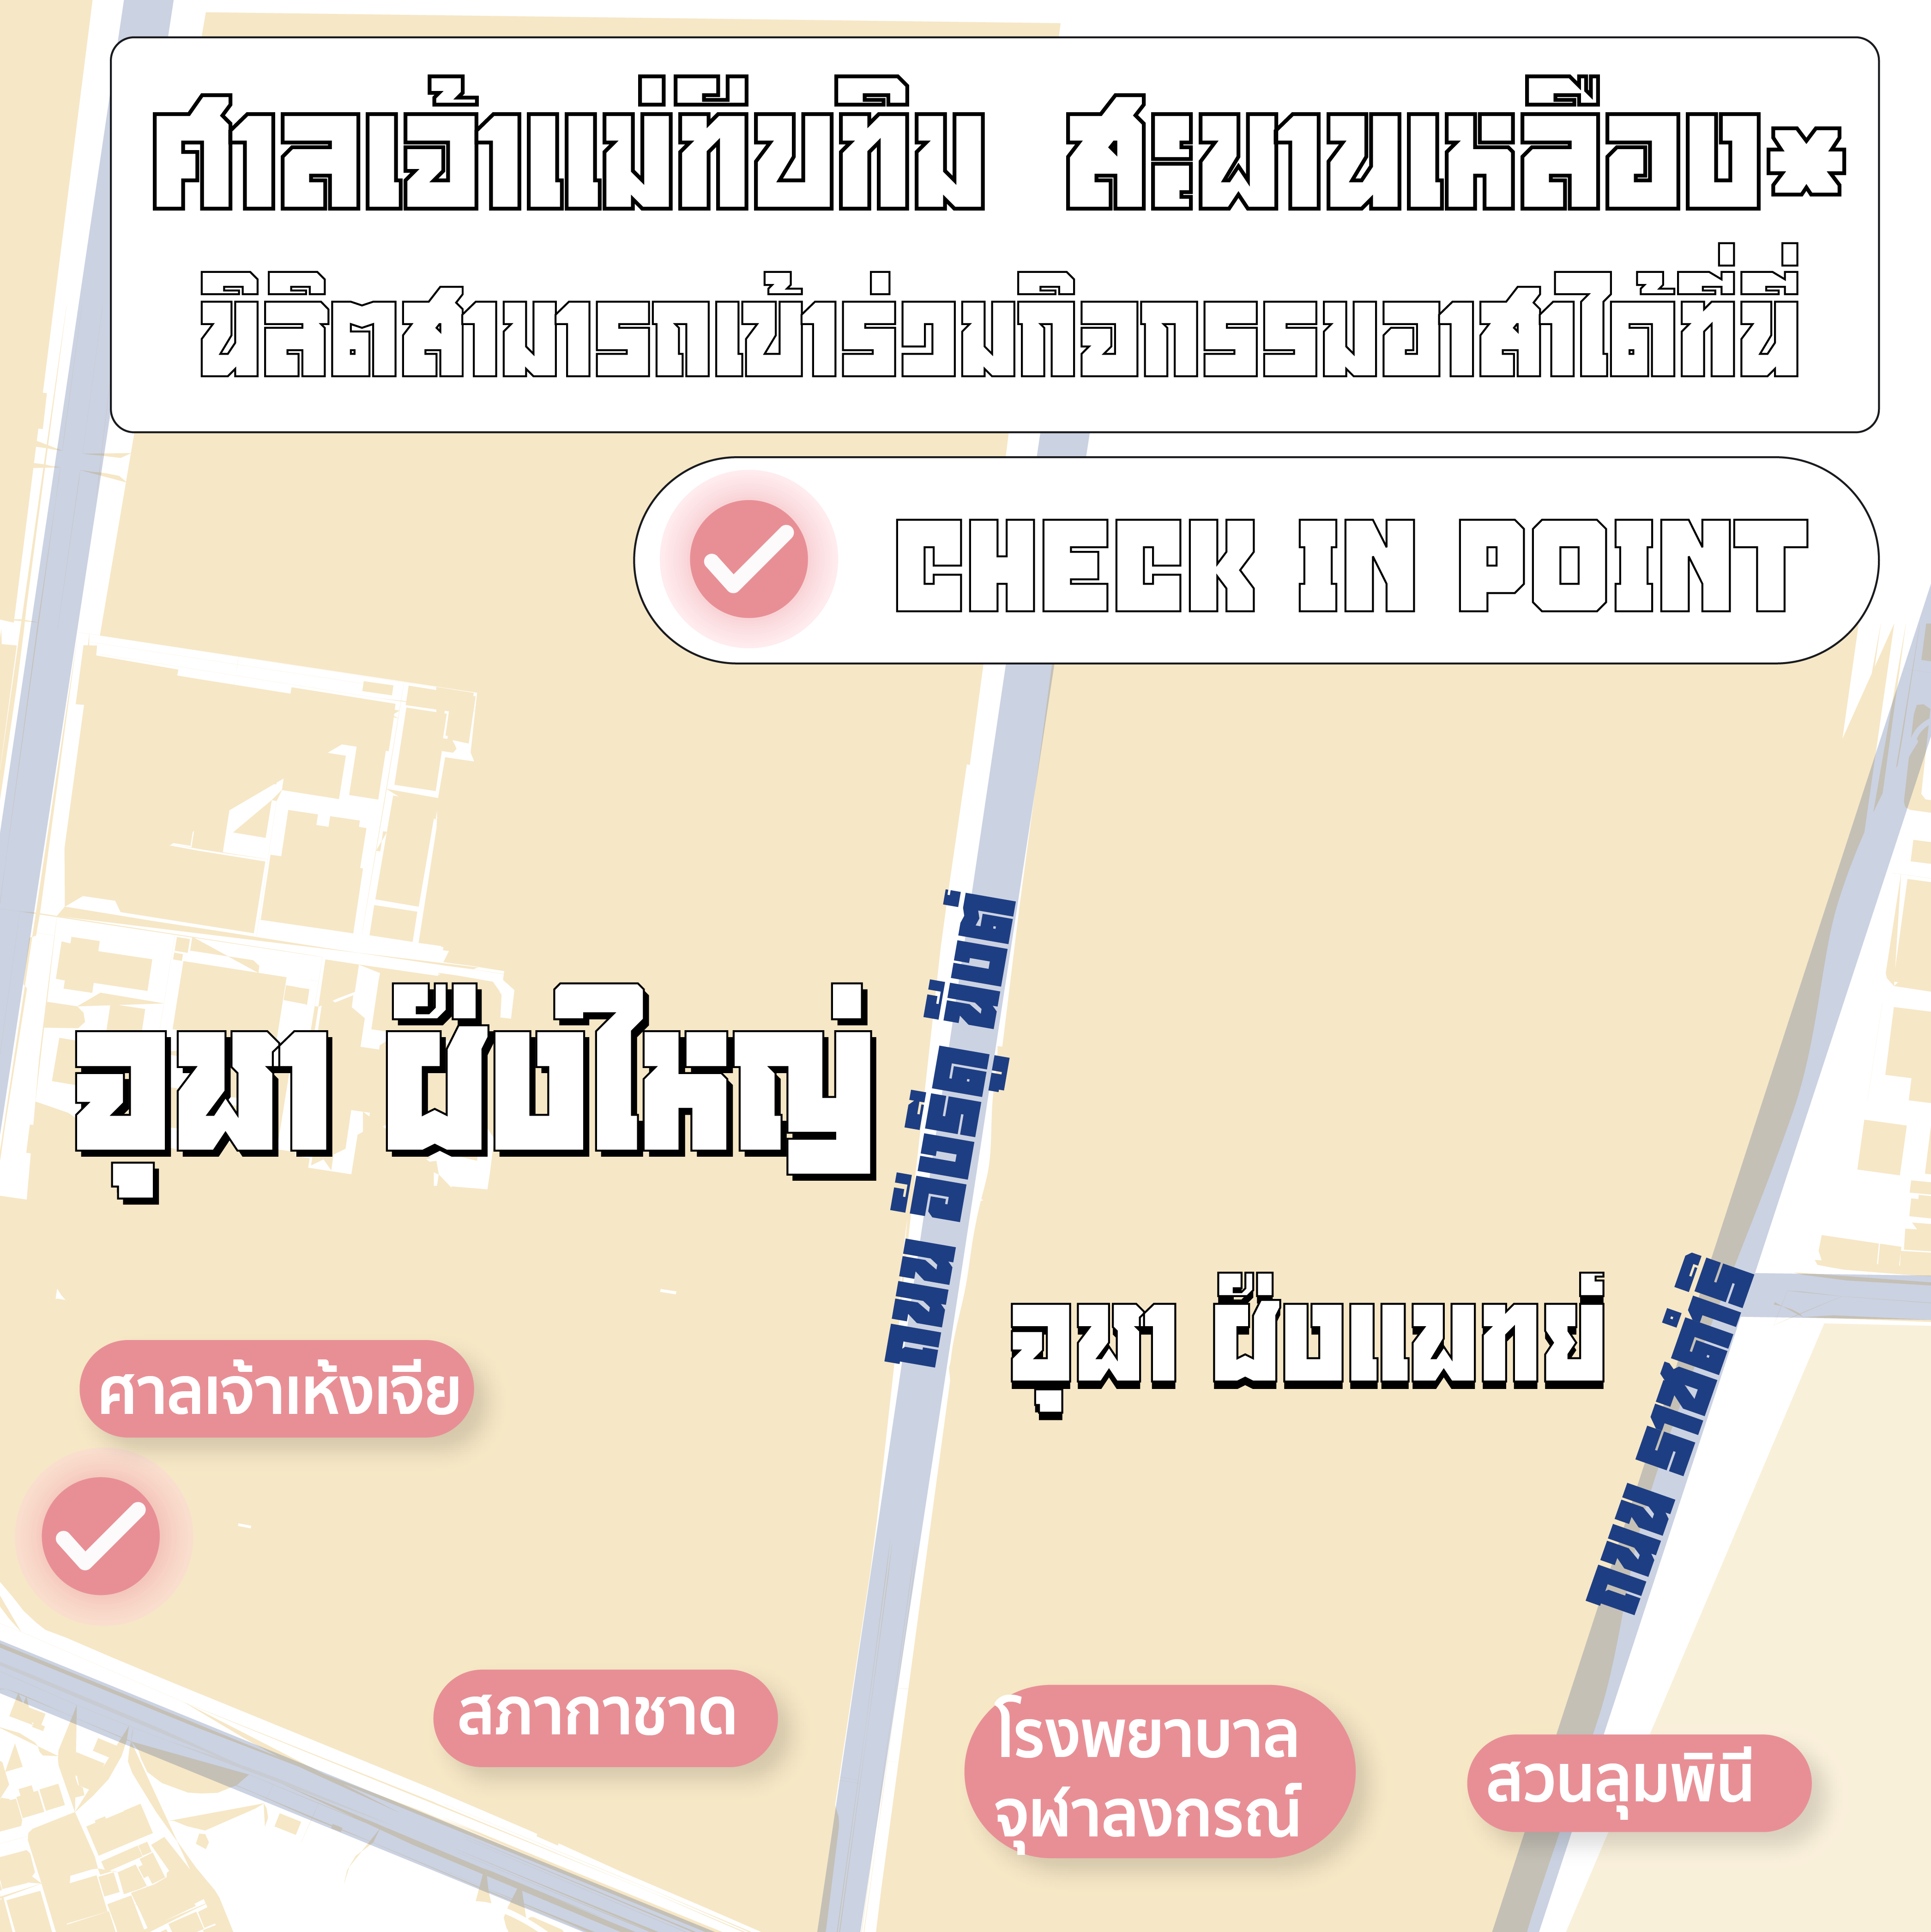 ศาลเจ้าแม่ทับทิม สะพานเหลือง*
นิสิตสามารถเข้าร่วมกิจกรรมอาสาได้ที่นี่
CHECK IN POINT
จุฬา ฝั่งใหญ่
ถนน อังรีดูนังต์
จุฬา ฝั่งแพทย์
ถนน ราชดำริ
ศาลเจ้าแห้งเจีย
สภากาชาด
โรงพยาบาล
จุฬาลงกรณ์
สวนลุมพินี